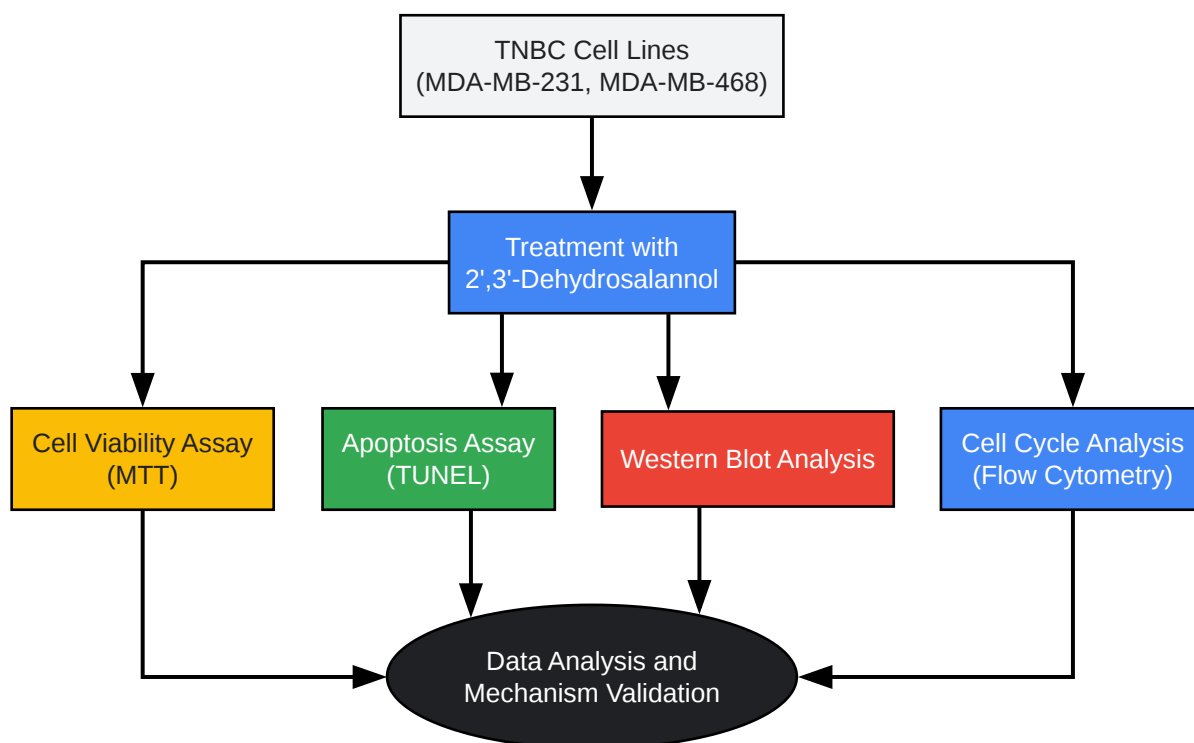 TNBC Cell Lines
(MDA-MB-231, MDA-MB-468)
Treatment with
2',3'-Dehydrosalannol
Cell Viability Assay
(MTT)
Apoptosis Assay
(TUNEL)
Western Blot Analysis
Cell Cycle Analysis
(Flow Cytometry)
Data Analysis and
Mechanism Validation